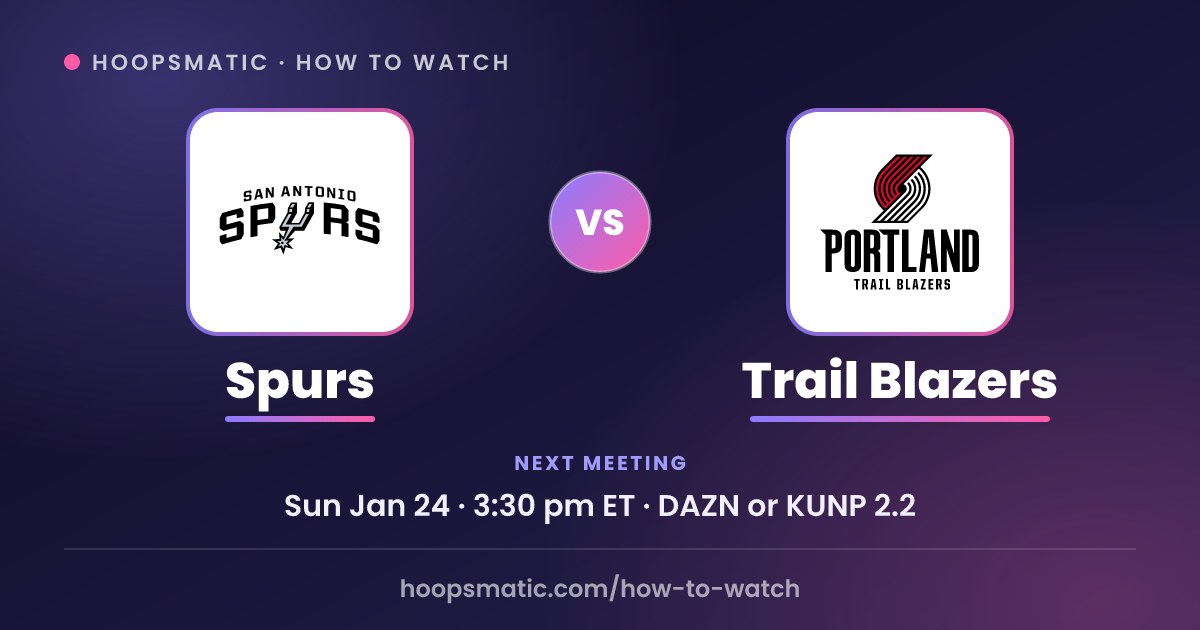 HOOPSMATIC · HOW TO WATCH
SAN ANTONIO
SPURS
VS
PORTLAND
TRAIL BLAZERS
Spurs
Trail Blazers
NEXT MEETING
Sun Jan 24 · 3:30 pm ET · DAZN or KUNP 2.2
hoopsmatic.com/how-to-watch